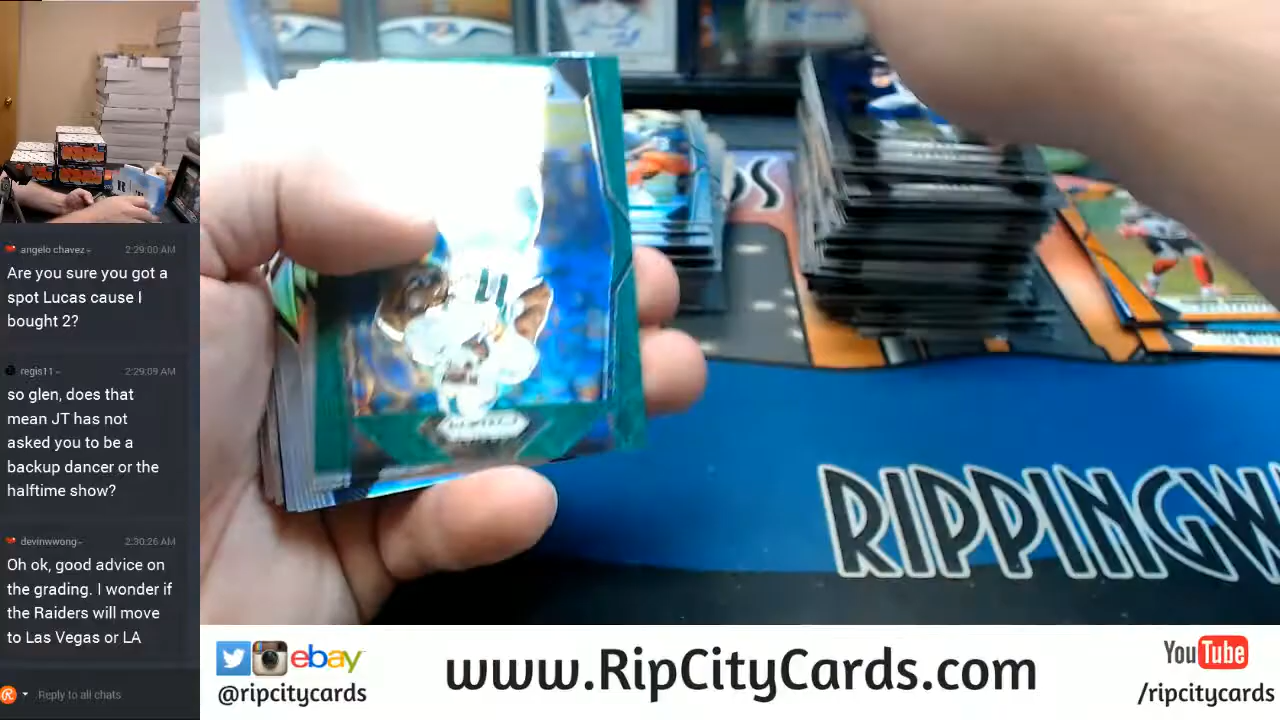 angelo chavez- 2:29:00 AM
Are you sure you got a
spot Lucas cause I
bought 2?
regis11- 2:29:09 AM
so glen, does that
mean JT has not
asked you to be a
backup dancer or the
halftime show?
devinwwong- 2:30:26 AM
Oh ok, good advice on
the grading. I wonder if
the Raiders will move
to Las Vegas or LA
Reply to all chats
RIPPINGW
ebay
@ripcitycards
www.RipCityCards.com
YouTube
/ripcitycards